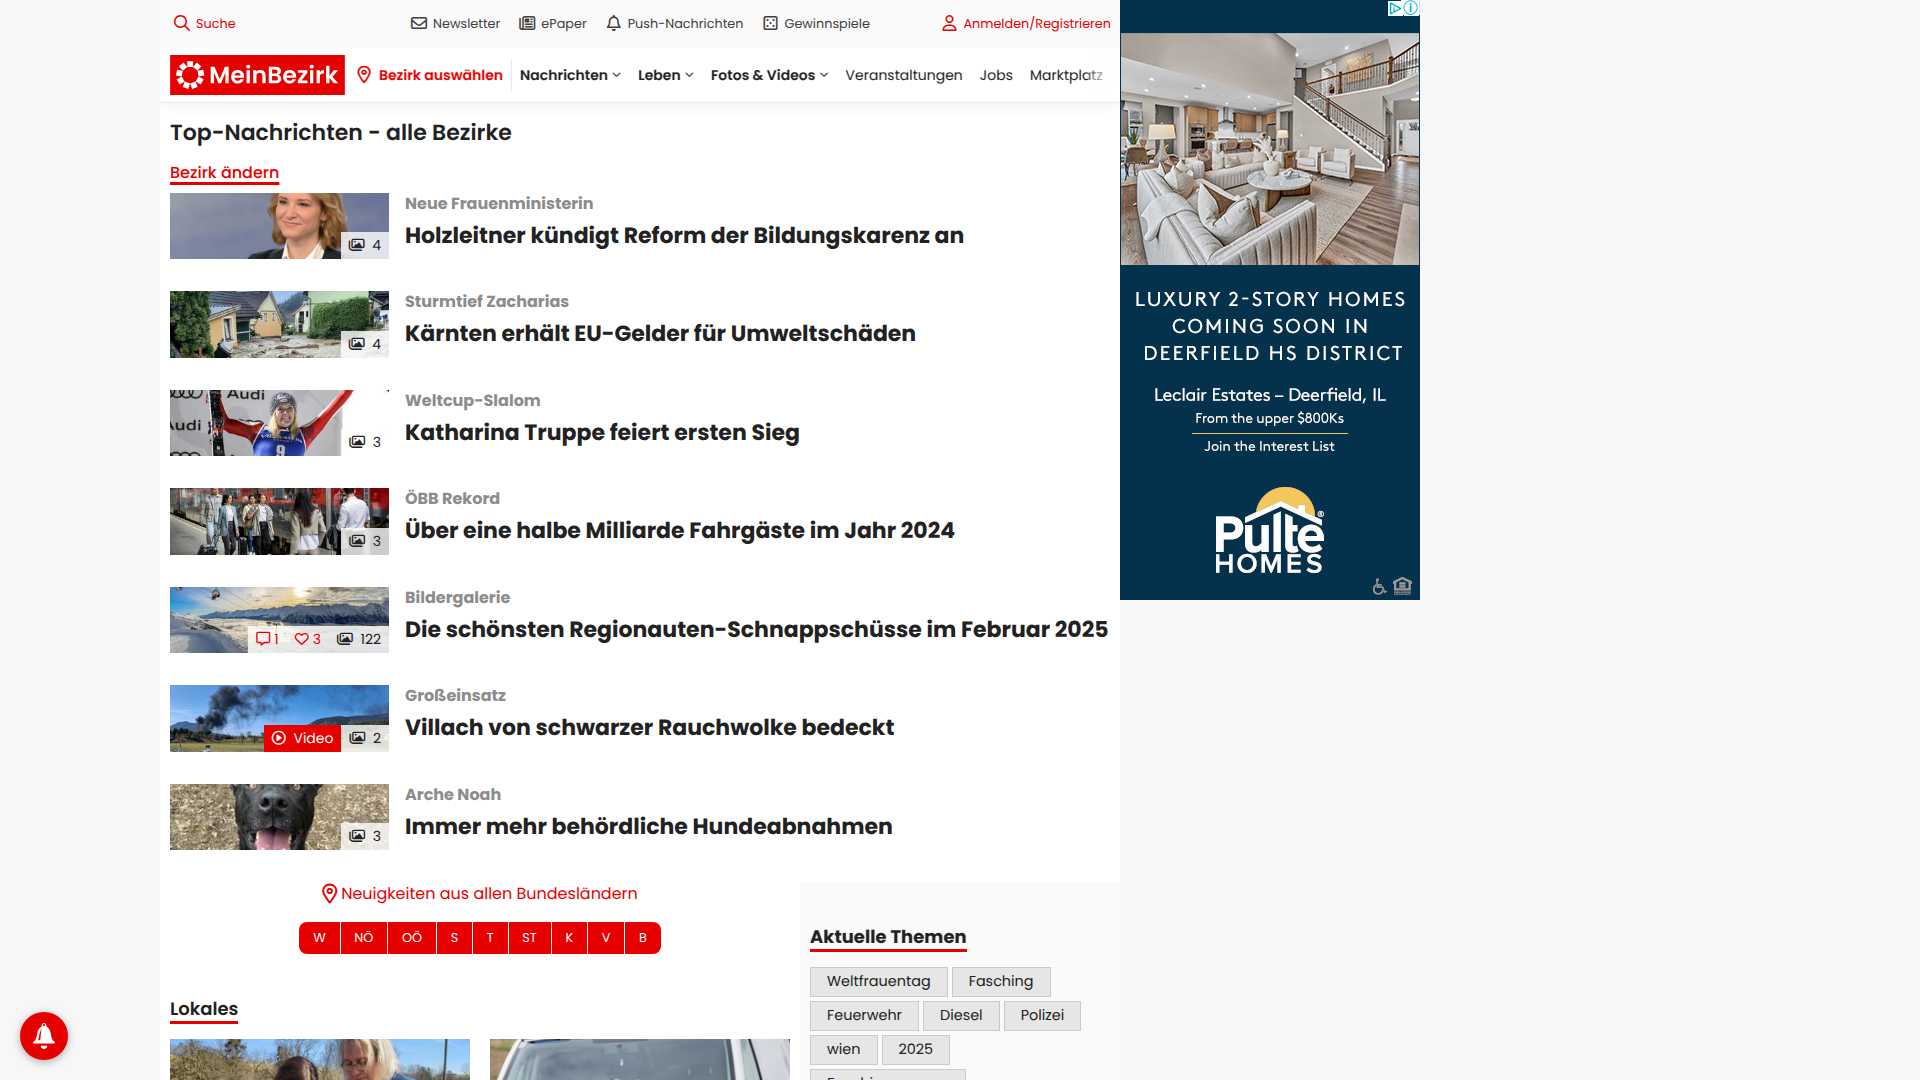 Suche
Newsletter
ePaper
Push-Nachrichten
Gewinnspiele
Anmelden/Registrieren
MeinBezirk
Bezirk auswählen
Nachrichten
Leben
Fotos & Videos
Veranstaltungen
Jobs
Marktplatz
Top-Nachrichten - alle Bezirke
Bezirk ändern
4
Neue Frauenministerin
Holzleitner kündigt Reform der Bildungskarenz an
4
Sturmtief Zacharias
Kärnten erhält EU-Gelder für Umweltschäden
Audi
Audi
9
3
Weltcup-Slalom
Katharina Truppe feiert ersten Sieg
3
ÖBB Rekord
Über eine halbe Milliarde Fahrgäste im Jahr 2024
1
3
122
Bildergalerie
Die schönsten Regionauten-Schnappschüsse im Februar 2025
Video
2
Großeinsatz
Villach von schwarzer Rauchwolke bedeckt
3
Arche Noah
Immer mehr behördliche Hundeabnahmen
Neuigkeiten aus allen Bundesländern
W
NÖ
OÖ
S
T
ST
K
V
B
Lokales
Aktuelle Themen
Weltfrauentag
Fasching
Feuerwehr
Diesel
Polizei
wien
2025
LUXURY 2-STORY HOMES
COMING SOON IN
DEERFIELD HS DISTRICT
Leclair Estates – Deerfield, IL
From the upper $800Ks
Join the Interest List
Pulte®
HOMES